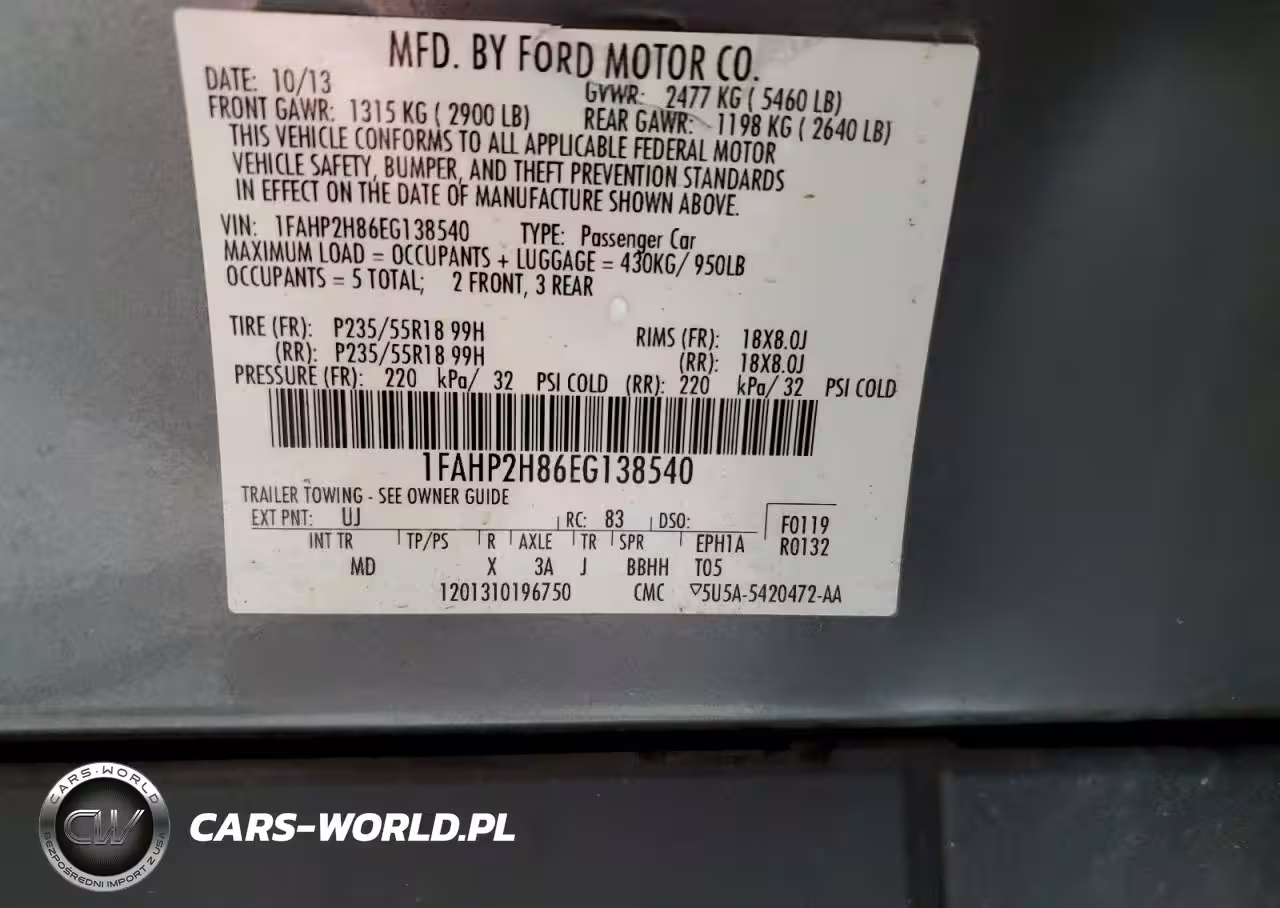 MFD. BY FORD MOTOR CO.
DATE: 10/13 GVWR: 2477 KG ( 5460 LB)
FRONT GAWR: 1315 KG ( 2900 LB) REAR GAWR: 1198 KG ( 2640 LB)
THIS VEHICLE CONFORMS TO ALL APPLICABLE FEDERAL MOTOR
VEHICLE SAFETY, BUMPER, AND THEFT PREVENTION STANDARDS
IN EFFECT ON THE DATE OF MANUFACTURE SHOWN ABOVE.
VIN: 1FAHP2H86EG138540 TYPE: Passenger Car
MAXIMUM LOAD = OCCUPANTS + LUGGAGE = 430KG/ 950LB
OCCUPANTS = 5 TOTAL; 2 FRONT, 3 REAR
TIRE (FR): P235/55R18 99H RIMS (FR): 18X8.0J
(RR): P235/55R18 99H (RR): 18X8.0J
PRESSURE (FR): 220 kPa/ 32 PSI COLD (RR): 220 kPa/ 32 PSI COLD
1FAHP2H86EG138540
TRAILER TOWING - SEE OWNER GUIDE
EXT PNT: UJ RC: 83 DSO: F0119
INT TR TP/PS R AXLE TR SPR EPH1A R0132
MD X 3A J BBHH T05
1201310196750 CMC ▽5U5A-5420472-AA
CARS-WORLD
CW
BEZPOŚREDNI IMPORT Z USA
CARS-WORLD.PL